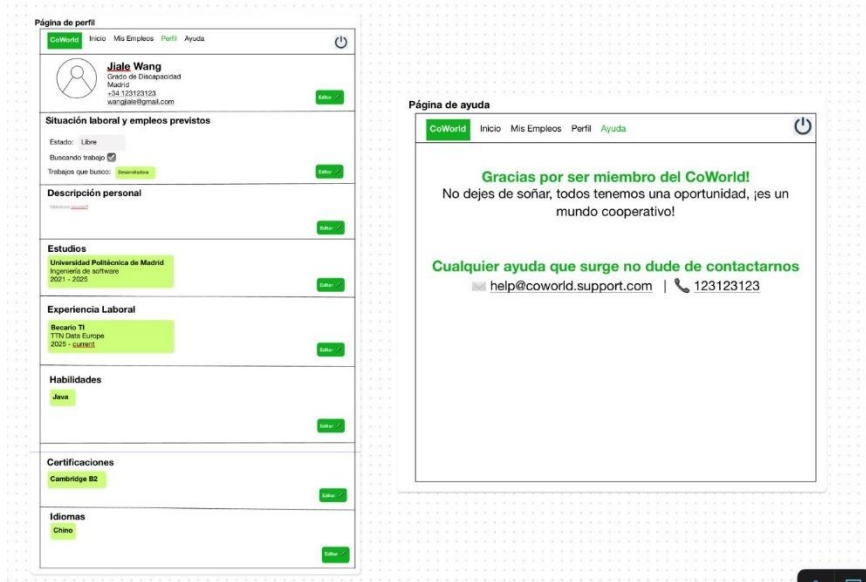 Página de perfil
CoWorld Inicio Mis Empleos Perfil Ayuda
Jiale Wang
Grado de Discapacidad
Madrid
+34 123123123
wangjiale@gmail.com
Editar
Situación laboral y empleos previstos
Estado: Libre
Buscando trabajo
Trabajos que busco:
Editar
Descripción personal
Editar
Estudios
Universidad Politécnica de Madrid
Ingeniería de software
2021 - 2025
Editar
Experiencia Laboral
Becario TI
TTN Data Europe
2025 - current
Editar
Habilidades
Java
Editar
Certificaciones
Cambridge B2
Editar
Idiomas
Chino
Editar
Página de ayuda
CoWorld Inicio Mis Empleos Perfil Ayuda
Gracias por ser miembro del CoWorld!
No dejes de soñar, todos tenemos una oportunidad, ¡es un
mundo cooperativo!
Cualquier ayuda que surge no dude de contactarnos
help@coworld.support.com | 123123123